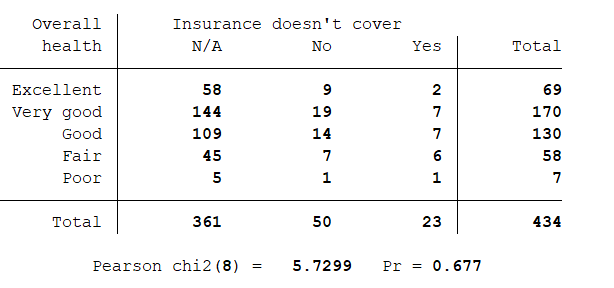 Overall Insurance doesn't cover
health N/A No Yes Total
Excellent 58 9 2 69
Very good 144 19 7 170
Good 109 14 7 130
Fair 45 7 6 58
Poor 5 1 1 7
Total 361 50 23 434
Pearson chi2(8) = 5.7299 Pr = 0.677